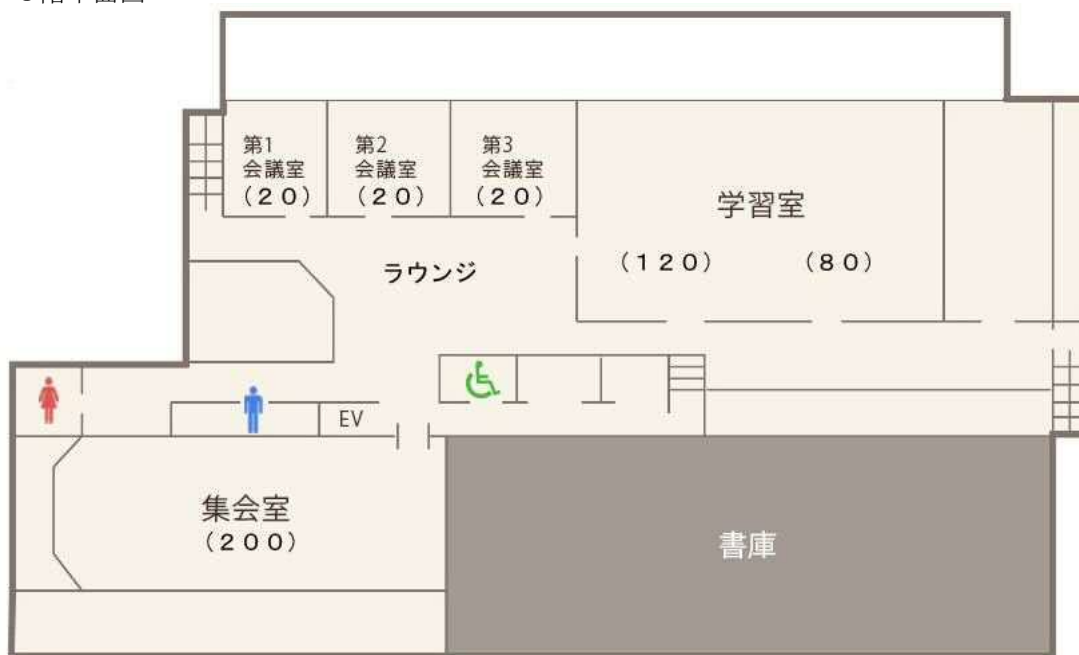 第1
会議室
（２０）
第2
会議室
（２０）
第3
会議室
（２０）
学習室
（１２０）
（８０）
ラウンジ
EV
集会室
（２００）
書庫